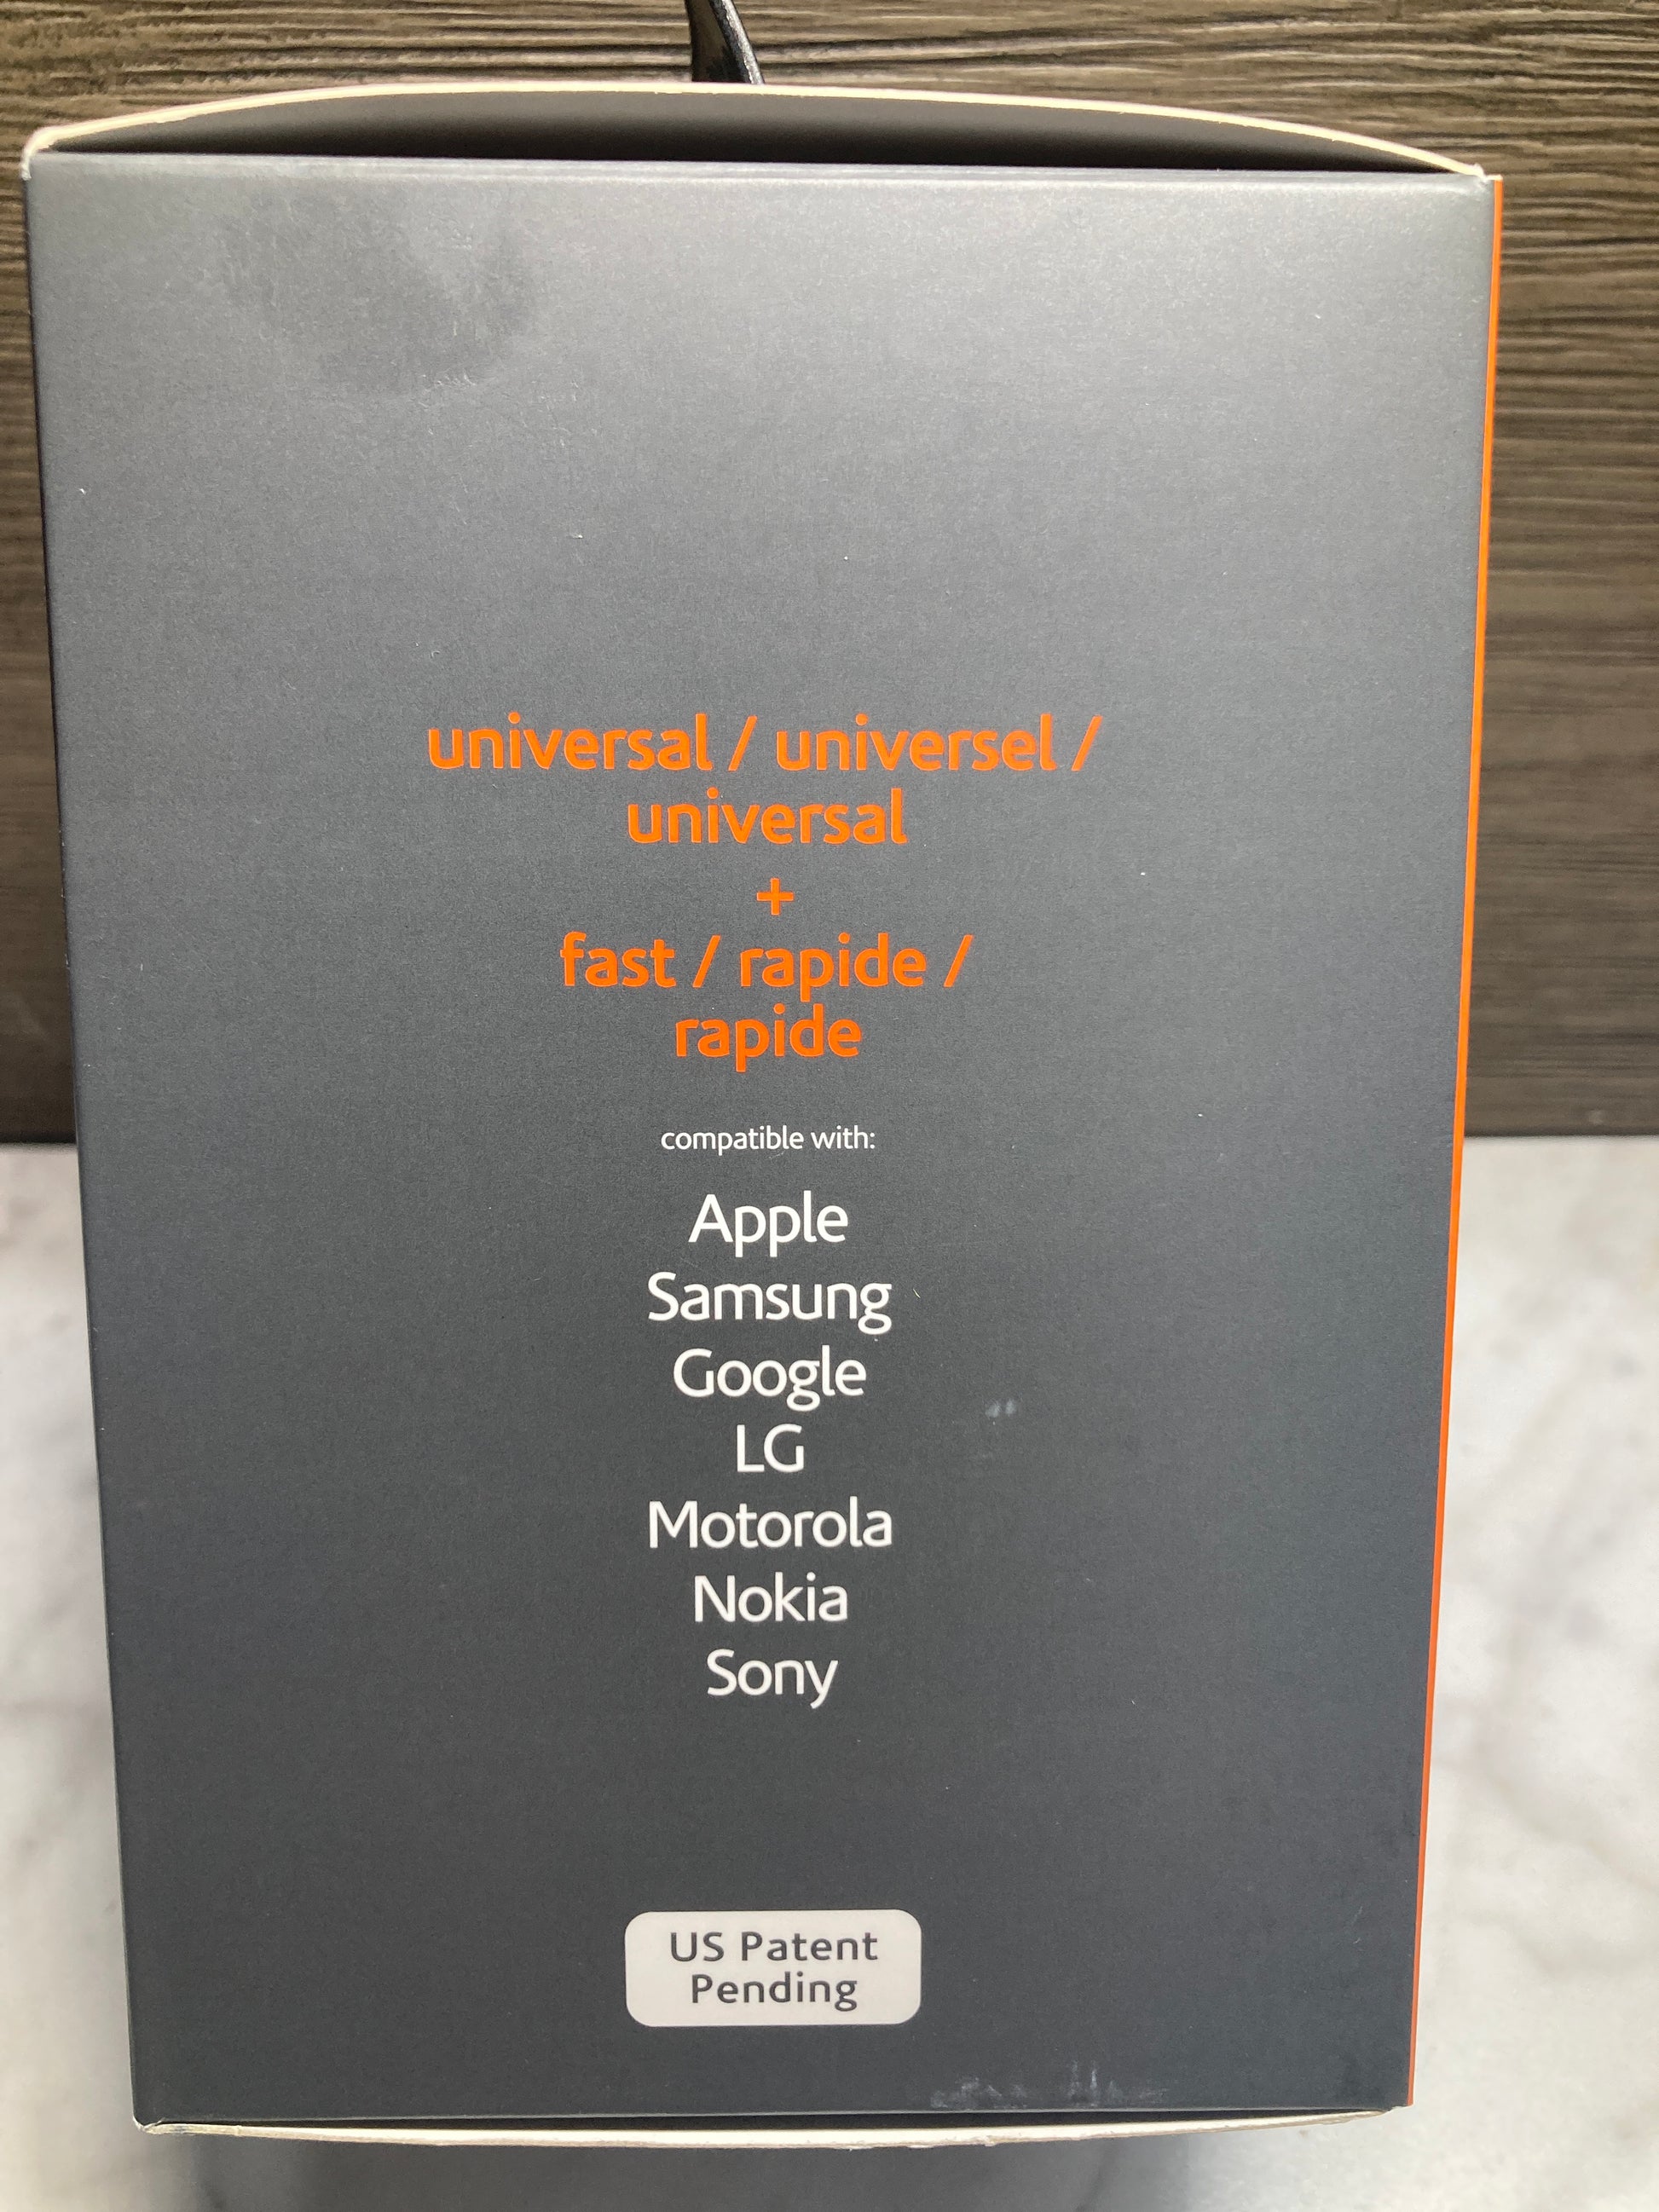 universal / universel /
universal
+
fast / rapide /
rapide
compatible with:
Apple
Samsung
Google
LG
Motorola
Nokia
Sony
US Patent
Pending